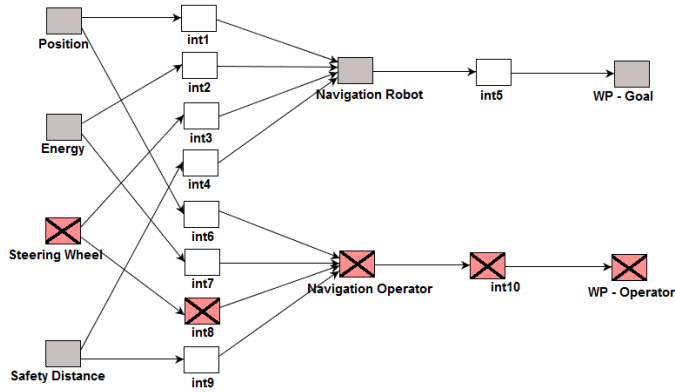 Position
int1
int2
Energy
int3
int4
Navigation Robot
int5
WP - Goal
Steering Wheel
int6
int7
Navigation Operator
int10
WP - Operator
int8
Safety Distance
int9